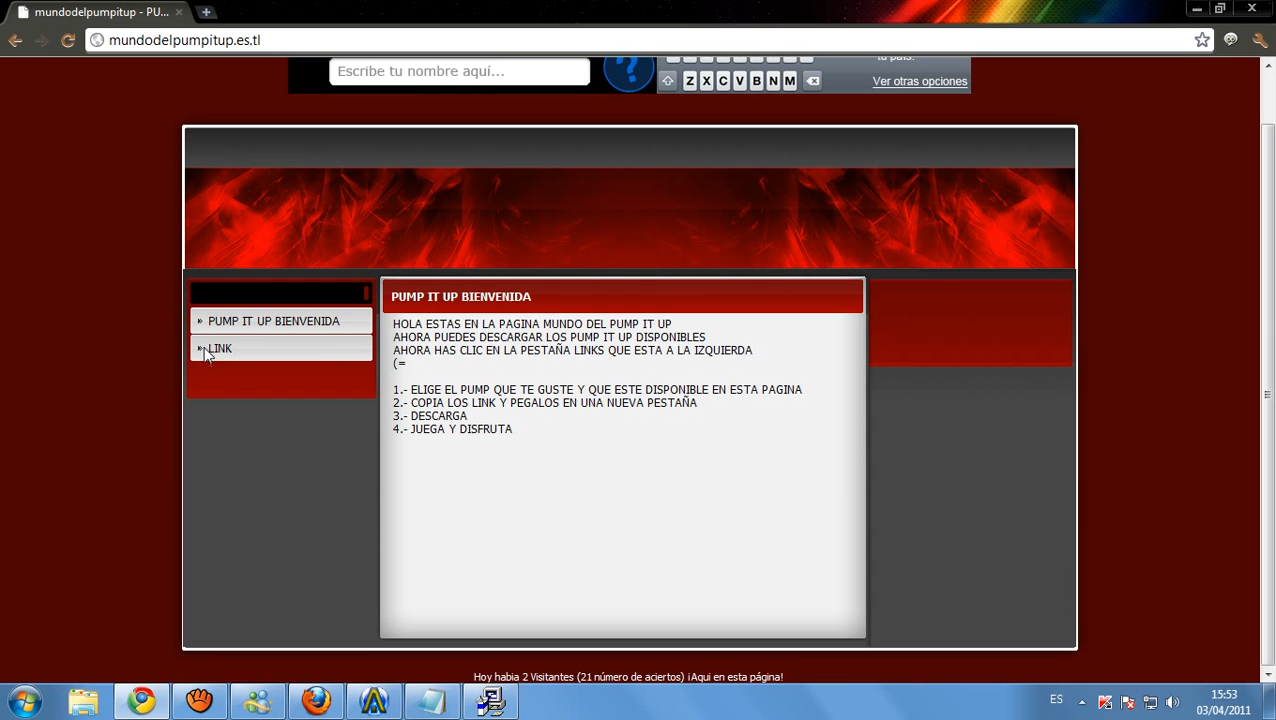 mundodelpumpitup - PU...
mundodelpumpitup.es.tl
Escribe tu nombre aquí...
?
tu país.
Z X C V B N M
Ver otras opciones
PUMP IT UP BIENVENIDA
LINK
PUMP IT UP BIENVENIDA
HOLA ESTAS EN LA PAGINA MUNDO DEL PUMP IT UP
AHORA PUEDES DESCARGAR LOS PUMP IT UP DISPONIBLES
AHORA HAS CLIC EN LA PESTAÑA LINKS QUE ESTA A LA IZQUIERDA
(=
1.- ELIGE EL PUMP QUE TE GUSTE Y QUE ESTE DISPONIBLE EN ESTA PAGINA
2.- COPIA LOS LINK Y PEGALOS EN UNA NUEVA PESTAÑA
3.- DESCARGA
4.- JUEGA Y DISFRUTA
Hoy habia 2 Visitantes (21 número de aciertos) ¡Aqui en esta página!
ES
15:53
03/04/2011